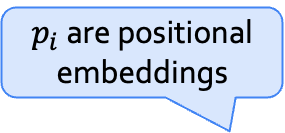 𝑝ᵢ are positional
embeddings